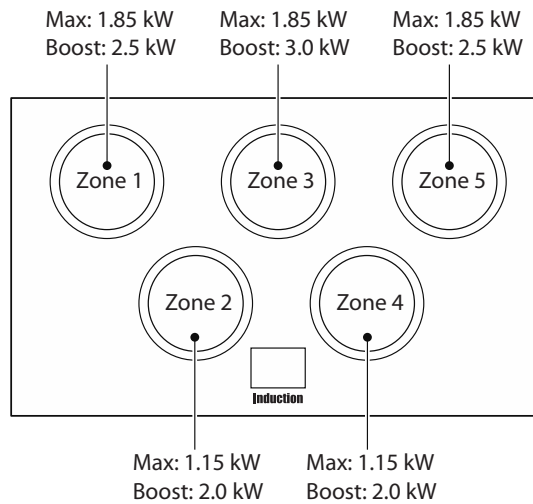 Max: 1.85 kW
Boost: 2.5 kW
Max: 1.85 kW
Boost: 3.0 kW
Max: 1.85 kW
Boost: 2.5 kW
Zone 1
Zone 3
Zone 5
Zone 2
Zone 4
Induction
Max: 1.15 kW
Boost: 2.0 kW
Max: 1.15 kW
Boost: 2.0 kW